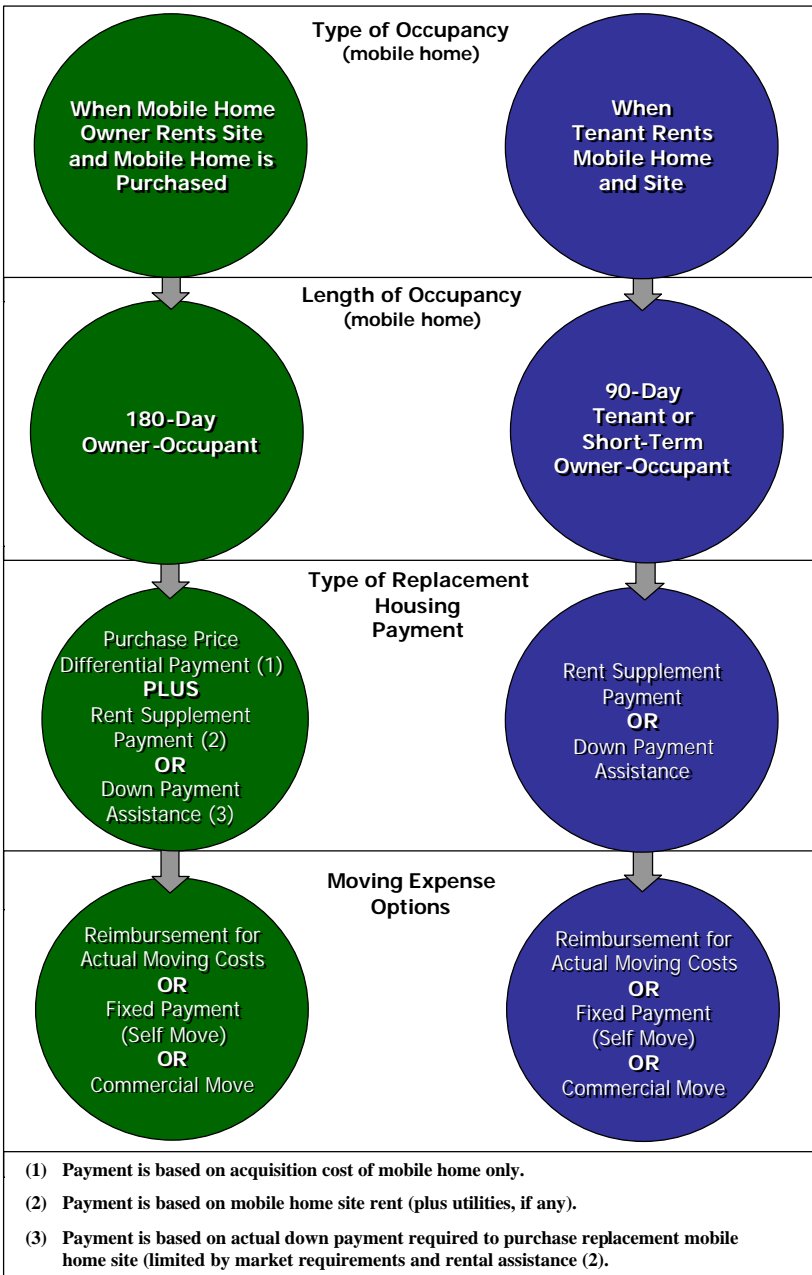 Type of Occupancy
(mobile home)
When Mobile Home
Owner Rents Site
and Mobile Home is
Purchased
When
Tenant Rents
Mobile Home
and Site
Length of Occupancy
(mobile home)
180-Day
Owner-Occupant
90-Day
Tenant or
Short-Term
Owner-Occupant
Type of Replacement
Housing
Payment
Purchase Price
Differential Payment (1)
PLUS
Rent Supplement
Payment (2)
OR
Down Payment
Assistance (3)
Rent Supplement
Payment
OR
Down Payment
Assistance
Moving Expense
Options
Reimbursement for
Actual Moving Costs
OR
Fixed Payment
(Self Move)
OR
Commercial Move
Reimbursement for
Actual Moving Costs
OR
Fixed Payment
(Self Move)
OR
Commercial Move
(1) Payment is based on acquisition cost of mobile home only.
(2) Payment is based on mobile home site rent (plus utilities, if any).
(3) Payment is based on actual down payment required to purchase replacement mobile
home site (limited by market requirements and rental assistance (2).